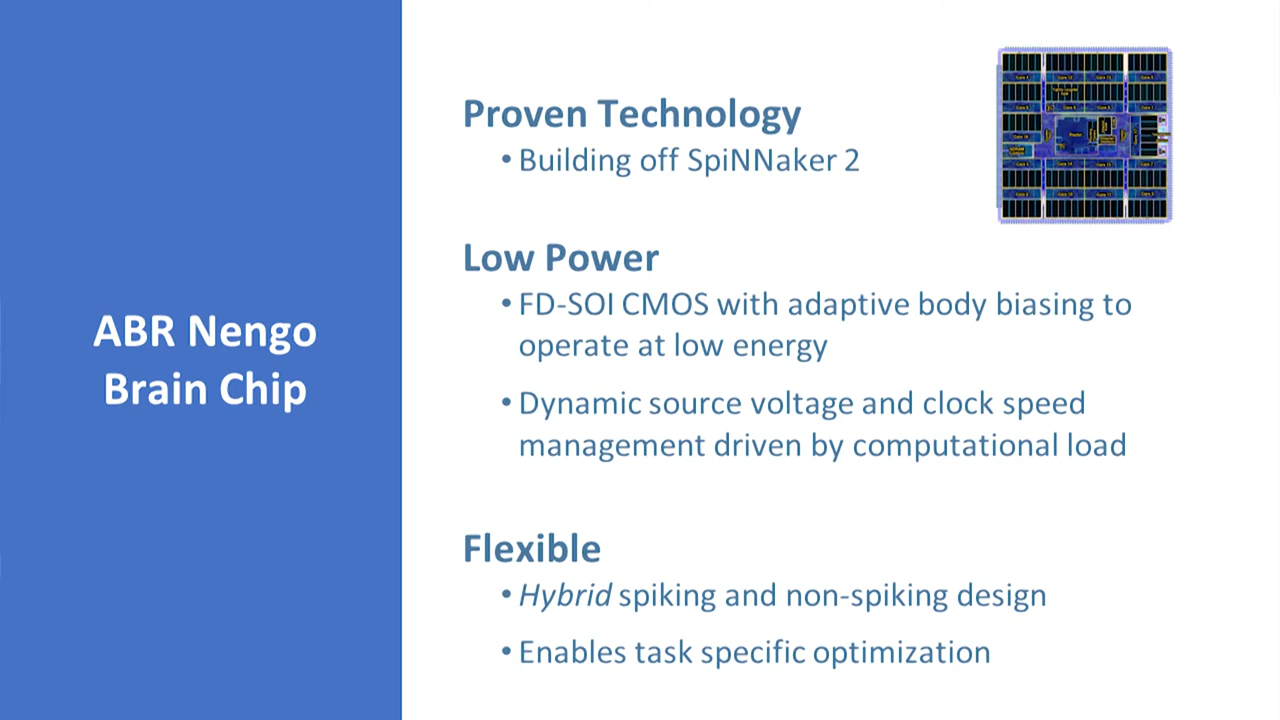 ABR Nengo
Brain Chip
Proven Technology
• Building off SpiNNaker 2
Low Power
• FD-SOI CMOS with adaptive body biasing to
operate at low energy
• Dynamic source voltage and clock speed
management driven by computational load
Flexible
• Hybrid spiking and non-spiking design
• Enables task specific optimization